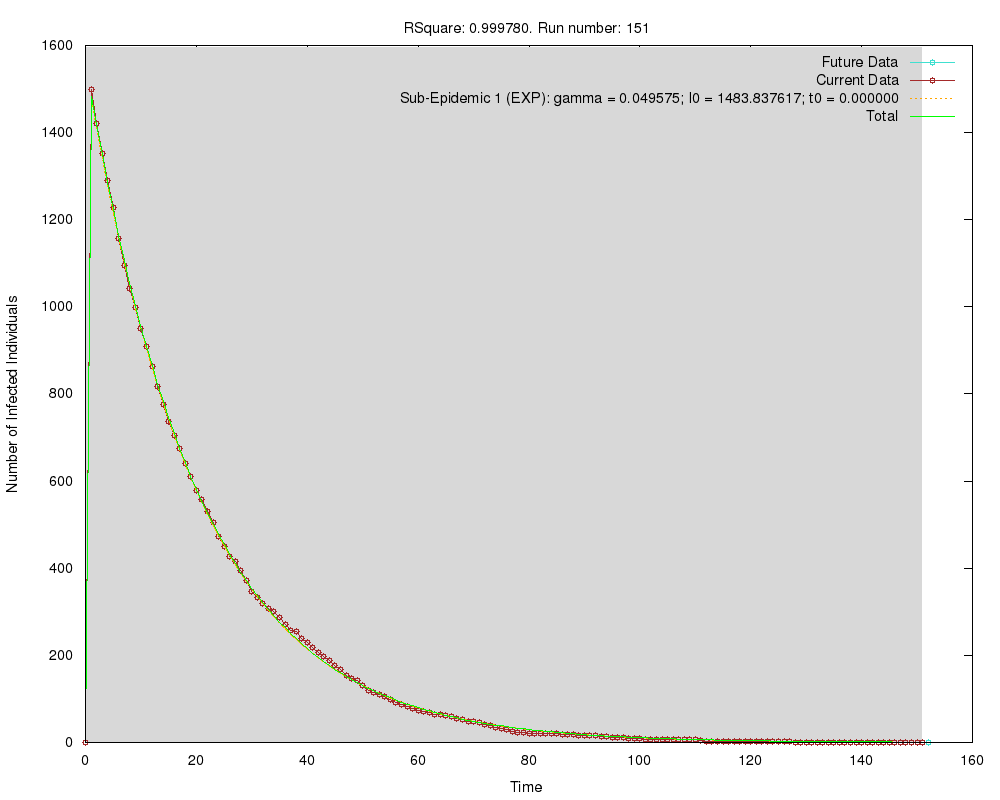 RSquare: 0.999780. Run number: 151
Future Data
Current Data
Sub-Epidemic 1 (EXP): gamma = 0.049575; I0 = 1483.837617; t0 = 0.000000
Total
1600
1400
1200
1000
800
600
400
200
0
Number of Infected Individuals
0 20 40 60 80 100 120 140 160
Time